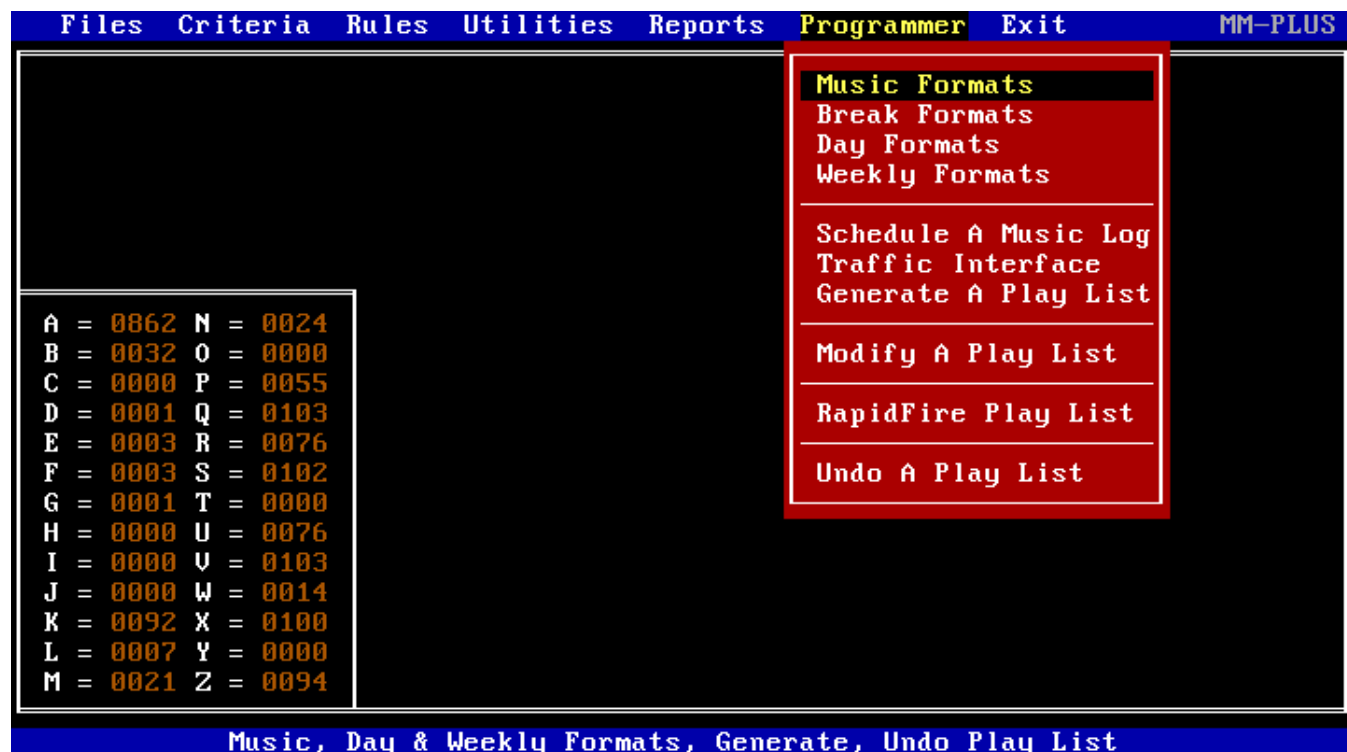 Files Criteria Rules Utilities Reports Programmer Exit MM-PLUS
Music Formats
Break Formats
Day Formats
Weekly Formats
Schedule A Music Log
Traffic Interface
Generate A Play List
Modify A Play List
RapidFire Play List
Undo A Play List
A = 0862 N = 0024
B = 0032 O = 0000
C = 0000 P = 0055
D = 0001 Q = 0103
E = 0003 R = 0076
F = 0003 S = 0102
G = 0001 T = 0000
H = 0000 U = 0076
I = 0000 V = 0103
J = 0000 W = 0014
K = 0092 X = 0100
L = 0007 Y = 0000
M = 0021 Z = 0094
Music, Day & Weekly Formats, Generate, Undo Play List